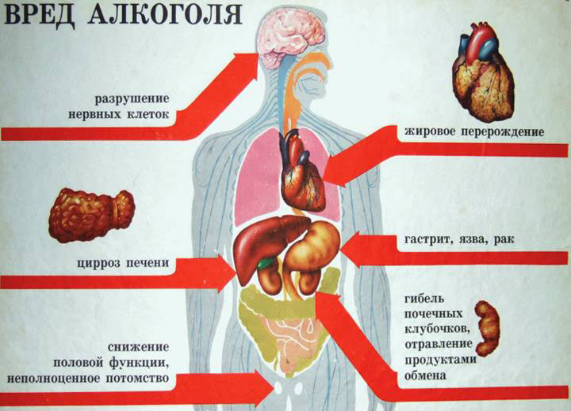 ВРЕД АЛКОГОЛЯ
разрушение
нервных клеток
жировое перерождение
цирроз печени
гастрит, язва, рак
снижение
половой функции,
неполноценное потомство
гибель
почечных
клубочков,
отравление
продуктами
обмена